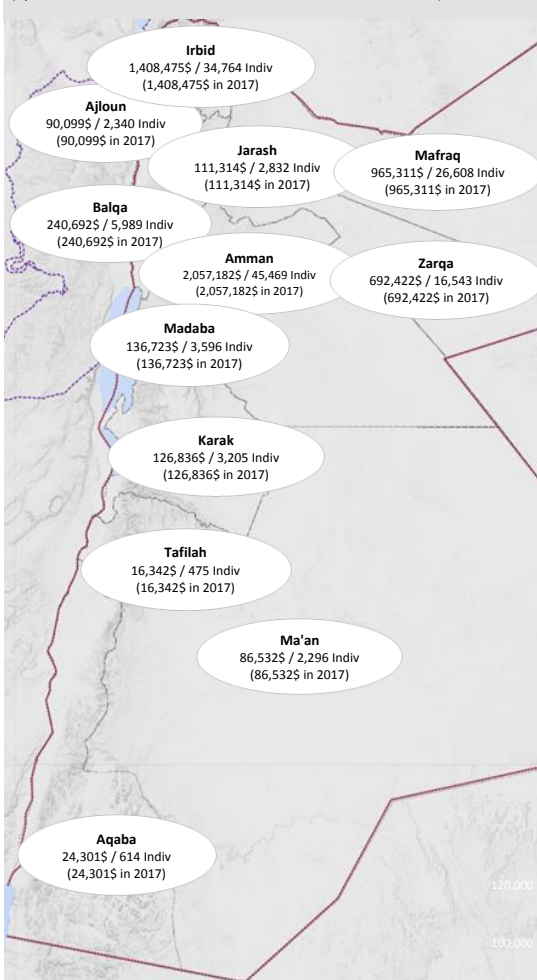 Irbid
1,408,475$ / 34,764 Indiv
(1,408,475$ in 2017)
Ajloun
90,099$ / 2,340 Indiv
(90,099$ in 2017)
Jarash
111,314$ / 2,832 Indiv
(111,314$ in 2017)
Mafraq
965,311$ / 26,608 Indiv
(965,311$ in 2017)
Balqa
240,692$ / 5,989 Indiv
(240,692$ in 2017)
Amman
2,057,182$ / 45,469 Indiv
(2,057,182$ in 2017)
Zarqa
692,422$ / 16,543 Indiv
(692,422$ in 2017)
Madaba
136,723$ / 3,596 Indiv
(136,723$ in 2017)
Karak
126,836$ / 3,205 Indiv
(126,836$ in 2017)
Tafilah
16,342$ / 475 Indiv
(16,342$ in 2017)
Ma'an
86,532$ / 2,296 Indiv
(86,532$ in 2017)
Aqaba
24,301$ / 614 Indiv
(24,301$ in 2017)
120,000
100,000